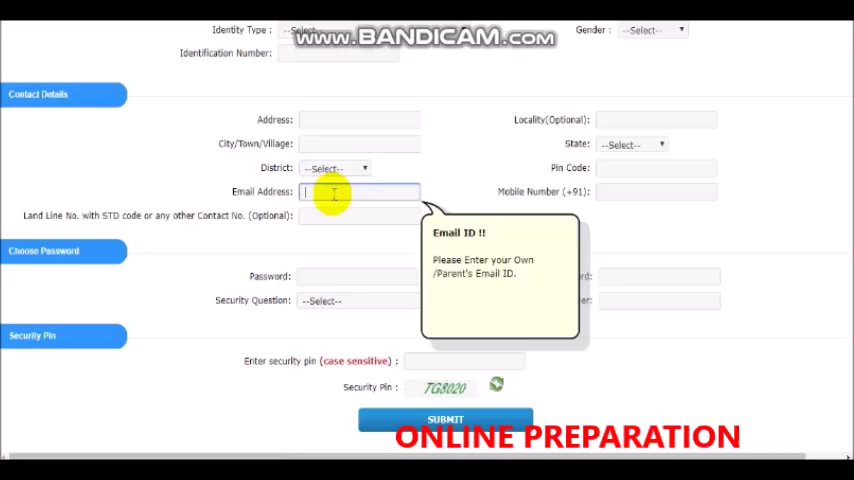 Identity Type : --Select-- Gender : --Select--
www.BANDICAM.com
Identification Number:
Contact Details
Address: Locality(Optional):
City/Town/Village: State: --Select--
District: --Select-- Pin Code:
Email Address: Mobile Number (+91):
Land Line No. with STD code or any other Contact No. (Optional):
Email ID !!
Please Enter your Own
/Parent's Email ID.
Choose Password
Password:
Security Question: --Select--
Security Pin
Enter security pin (case sensitive) :
Security Pin : TG8020
SUBMIT
ONLINE PREPARATION